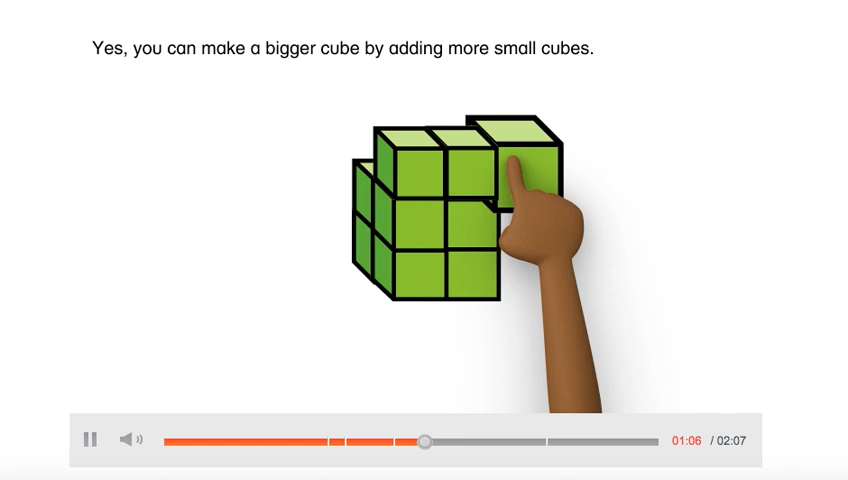 Yes, you can make a bigger cube by adding more small cubes.
01:06 / 02:07